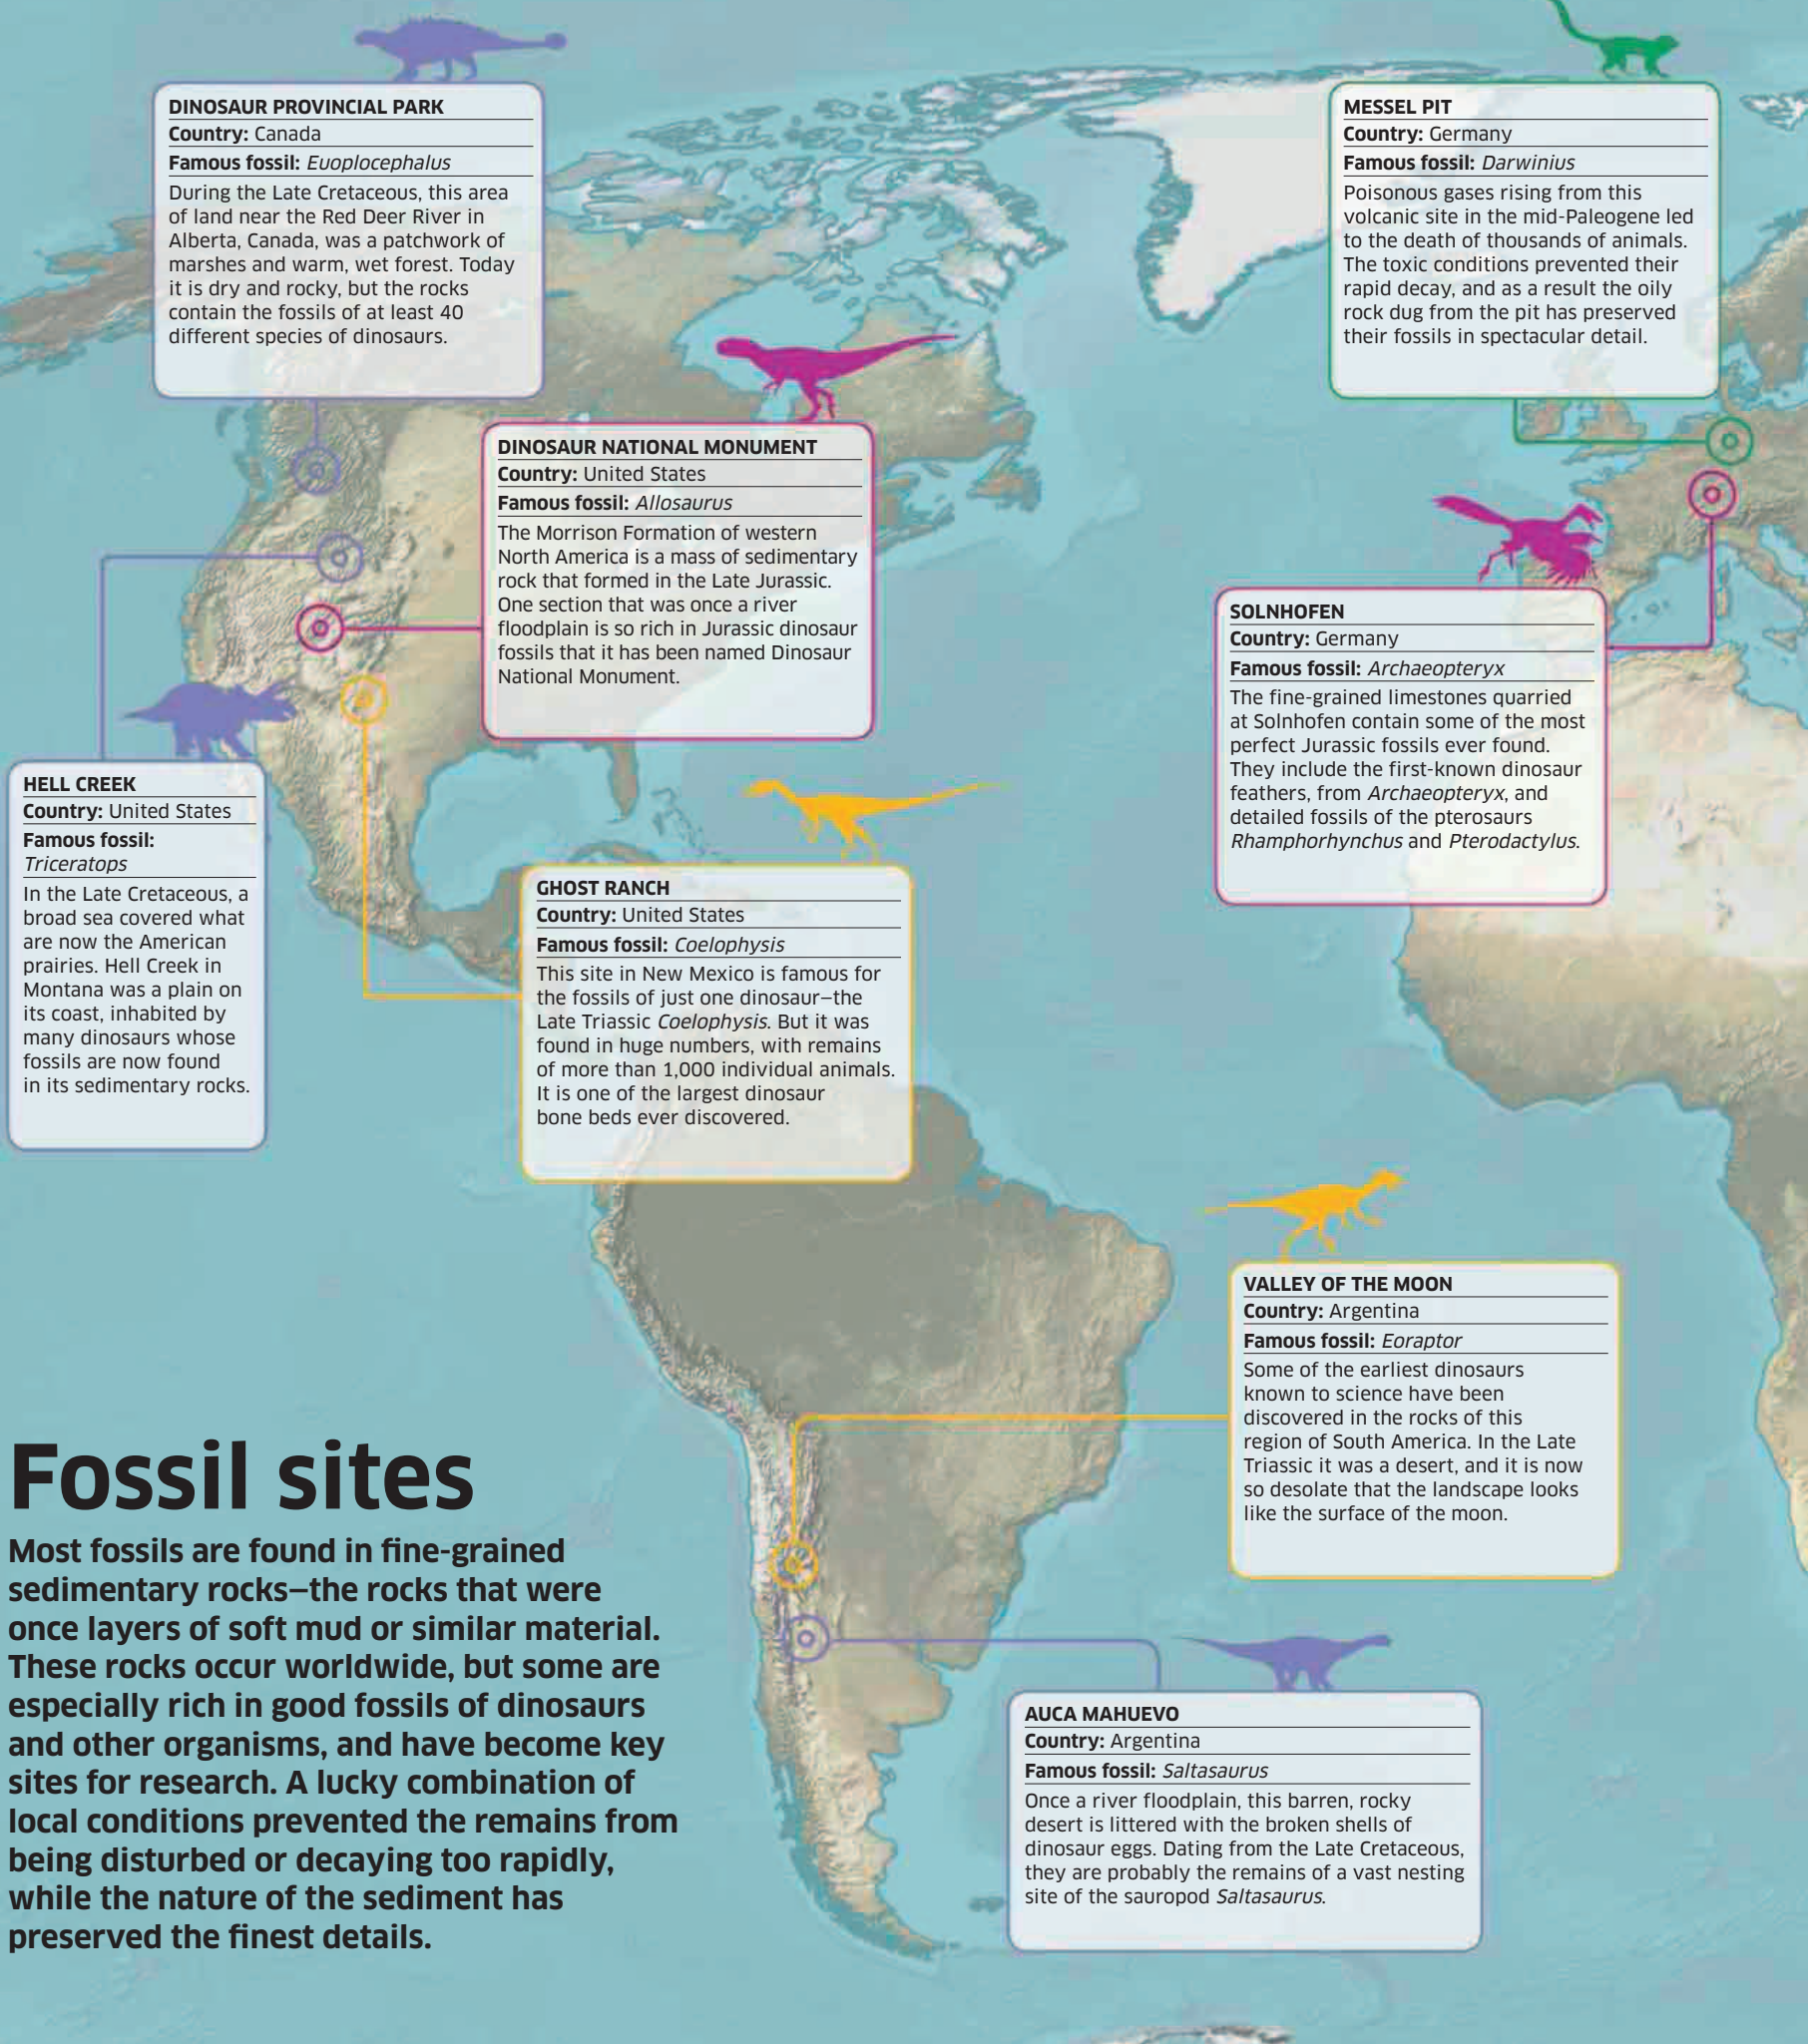 DINOSAUR PROVINCIAL PARK
Country: Canada
Famous fossil: Euoplocephalus
During the Late Cretaceous, this area
of land near the Red Deer River in
Alberta, Canada, was a patchwork of
marshes and warm, wet forest. Today
it is dry and rocky, but the rocks
contain the fossils of at least 40
different species of dinosaurs.
MESSEL PIT
Country: Germany
Famous fossil: Darwinius
Poisonous gases rising from this
volcanic site in the mid-Paleogene led
to the death of thousands of animals.
The toxic conditions prevented their
rapid decay, and as a result the oily
rock dug from the pit has preserved
their fossils in spectacular detail.
DINOSAUR NATIONAL MONUMENT
Country: United States
Famous fossil: Allosaurus
The Morrison Formation of western
North America is a mass of sedimentary
rock that formed in the Late Jurassic.
One section that was once a river
floodplain is so rich in Jurassic dinosaur
fossils that it has been named Dinosaur
National Monument.
SOLNHOFEN
Country: Germany
Famous fossil: Archaeopteryx
The fine-grained limestones quarried
at Solnhofen contain some of the most
perfect Jurassic fossils ever found.
They include the first-known dinosaur
feathers, from Archaeopteryx, and
detailed fossils of the pterosaurs
Rhamphorhynchus and Pterodactylus.
HELL CREEK
Country: United States
Famous fossil:
Triceratops
In the Late Cretaceous, a
broad sea covered what
are now the American
prairies. Hell Creek in
Montana was a plain on
its coast, inhabited by
many dinosaurs whose
fossils are now found
in its sedimentary rocks.
GHOST RANCH
Country: United States
Famous fossil: Coelophysis
This site in New Mexico is famous for
the fossils of just one dinosaur—the
Late Triassic Coelophysis. But it was
found in huge numbers, with remains
of more than 1,000 individual animals.
It is one of the largest dinosaur
bone beds ever discovered.
VALLEY OF THE MOON
Country: Argentina
Famous fossil: Eoraptor
Some of the earliest dinosaurs
known to science have been
discovered in the rocks of this
region of South America. In the Late
Triassic it was a desert, and it is now
so desolate that the landscape looks
like the surface of the moon.
Fossil sites
Most fossils are found in fine-grained
sedimentary rocks—the rocks that were
once layers of soft mud or similar material.
These rocks occur worldwide, but some are
especially rich in good fossils of dinosaurs
and other organisms, and have become key
sites for research. A lucky combination of
local conditions prevented the remains from
being disturbed or decaying too rapidly,
while the nature of the sediment has
preserved the finest details.
AUCA MAHUEVO
Country: Argentina
Famous fossil: Saltasaurus
Once a river floodplain, this barren, rocky
desert is littered with the broken shells of
dinosaur eggs. Dating from the Late Cretaceous,
they are probably the remains of a vast nesting
site of the sauropod Saltasaurus.